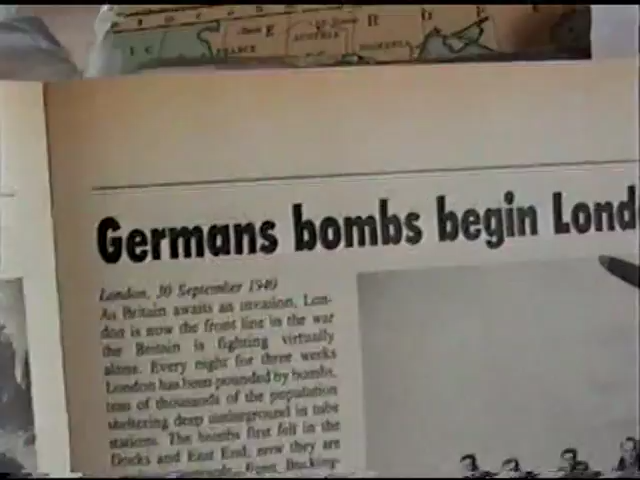 FRANCE
AUSTRIA
ROMANIA
Germans bombs begin Lond
London, 30 September 1940
As Britain awaits an invasion, Lon-
don is now the front line in the war
the Britain is fighting virtually
alone. Every night for three weeks
London has been pounded by bombs,
tens of thousands of the population
sheltering deep underground in tube
stations. The bombs first fell in the
Docks and East End, now they are
Bucking-